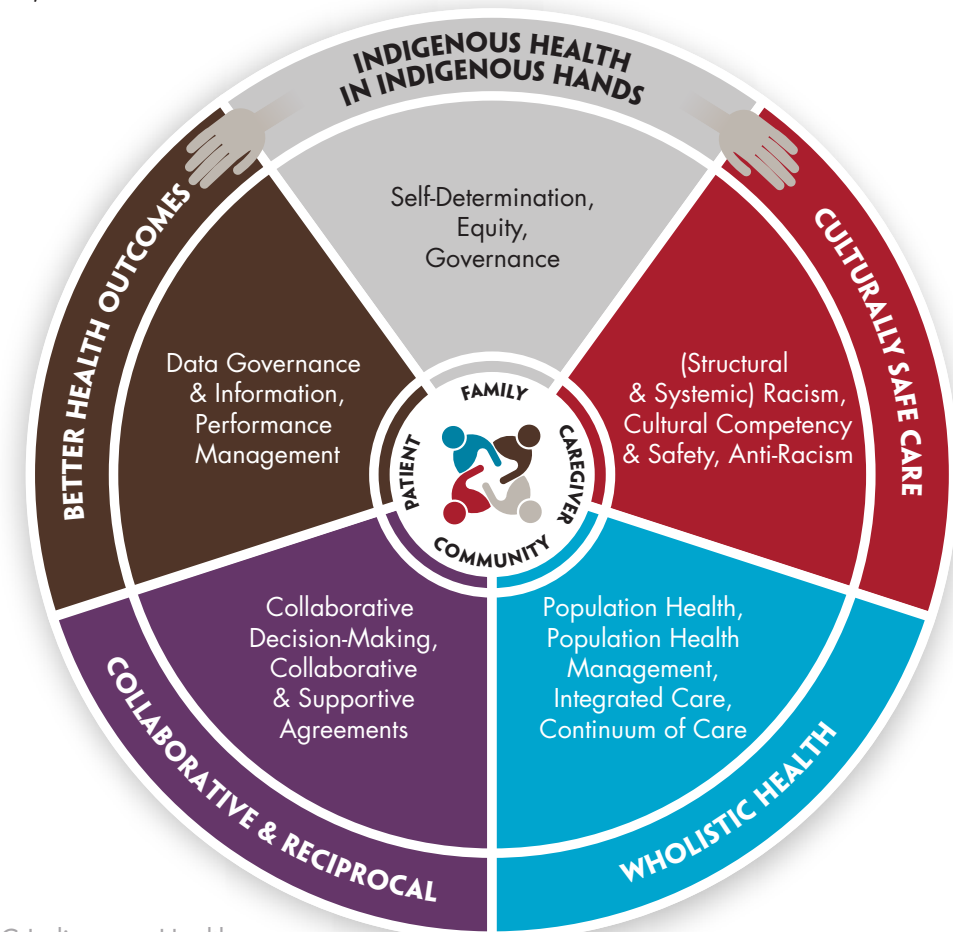 INDIGENOUS HEALTH
IN INDIGENOUS HANDS
Self-Determination,
Equity,
Governance
CULTURALLY SAFE CARE
(Structural
& Systemic) Racism,
Cultural Competency
& Safety, Anti-Racism
WHOLISTIC HEALTH
Population Health,
Population Health
Management,
Integrated Care,
Continuum of Care
COLLABORATIVE & RECIPROCAL
Collaborative
Decision-Making,
Collaborative
& Supportive
Agreements
BETTER HEALTH OUTCOMES
Data Governance
& Information,
Performance
Management
FAMILY
CAREGIVER
COMMUNITY
PATIENT